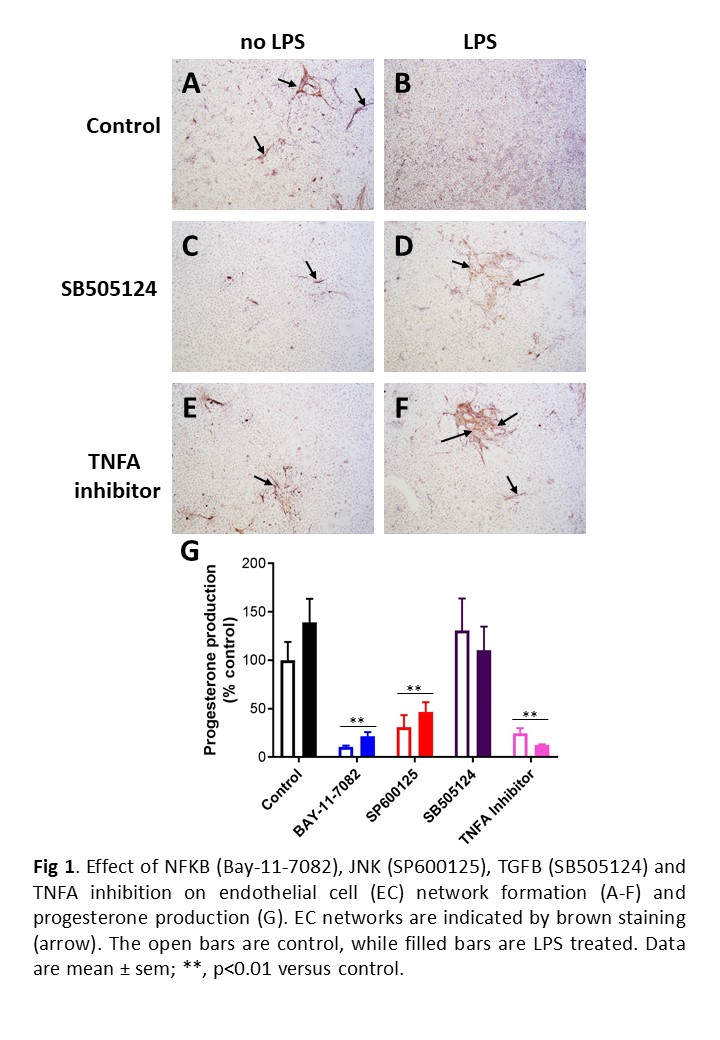 no LPS LPS
A B
Control
C D
SB505124
E F
TNFA
inhibitor
G
Progesterone production
(% control)
200
150
100
50
0
** ** **
Control
BAY-11-7082
SP600125
SB505124
TNFA Inhibitor
Fig 1. Effect of NFKB (Bay-11-7082), JNK (SP600125), TGFB (SB505124) and
TNFA inhibition on endothelial cell (EC) network formation (A-F) and
progesterone production (G). EC networks are indicated by brown staining
(arrow). The open bars are control, while filled bars are LPS treated. Data
are mean ± sem; **, p<0.01 versus control.